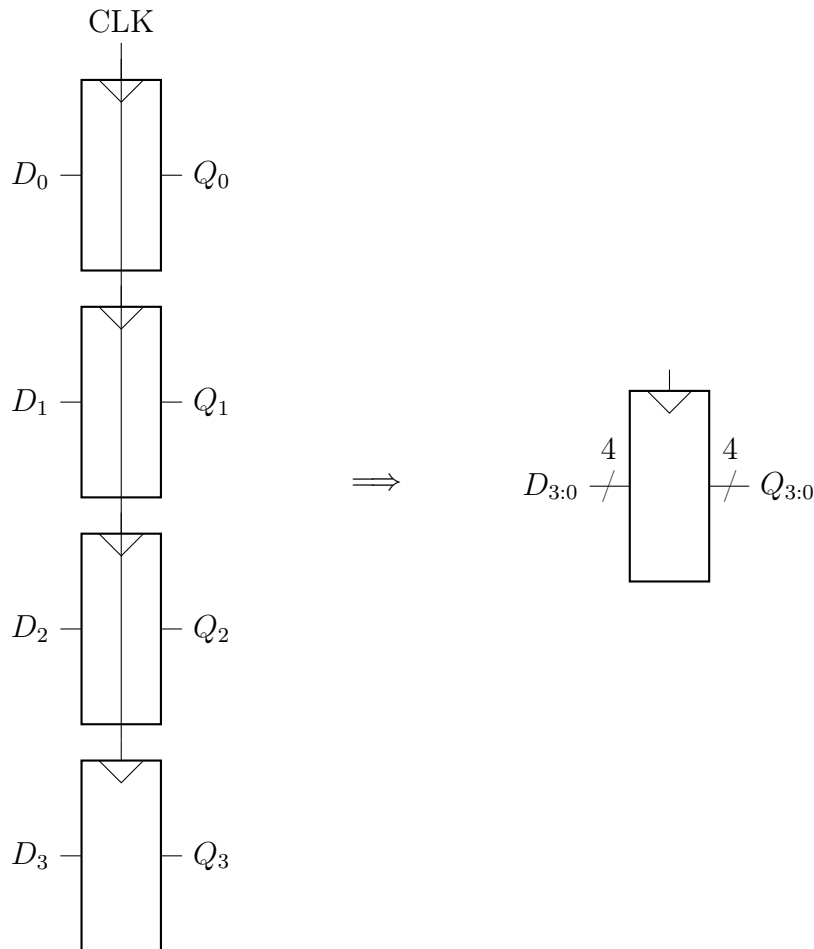 CLK
D₀ Q₀
D₁ Q₁
⟹
4 4
D₃:₀ Q₃:₀
D₂ Q₂
D₃ Q₃